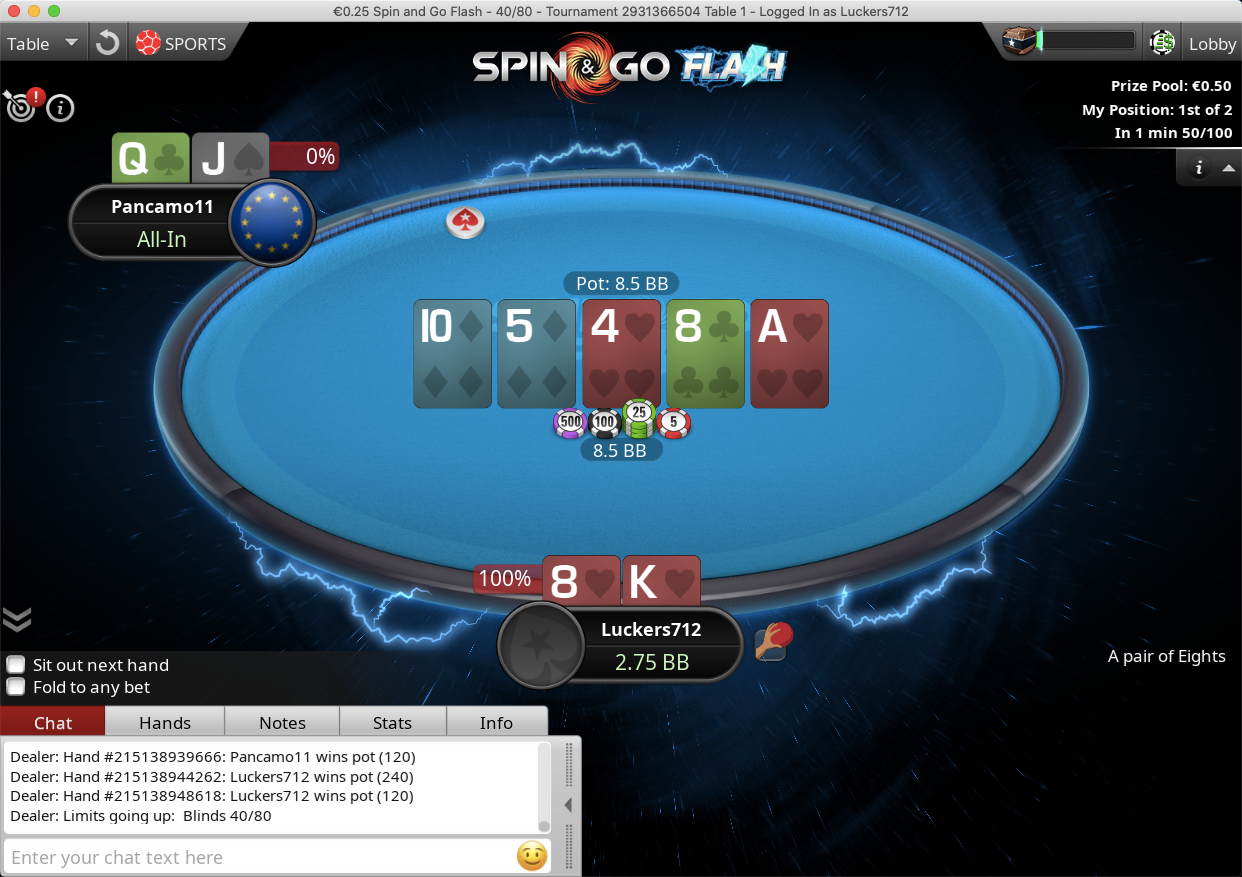 €0.25 Spin and Go Flash - 40/80 - Tournament 2931366504 Table 1 - Logged In as Luckers712
Table
SPORTS
SPIN & GO FLASH
Lobby
Prize Pool: €0.50
My Position: 1st of 2
In 1 min 50/100
! i
i
Q J 0%
Pancamo11
All-In
Pot: 8.5 BB
10 5 4 8 A
500 100 25 5
8.5 BB
100% 8 K
Luckers712
2.75 BB
A pair of Eights
Sit out next hand
Fold to any bet
Chat Hands Notes Stats Info
Dealer: Hand #215138939666: Pancamo11 wins pot (120)
Dealer: Hand #215138944262: Luckers712 wins pot (240)
Dealer: Hand #215138948618: Luckers712 wins pot (120)
Dealer: Limits going up: Blinds 40/80
Enter your chat text here